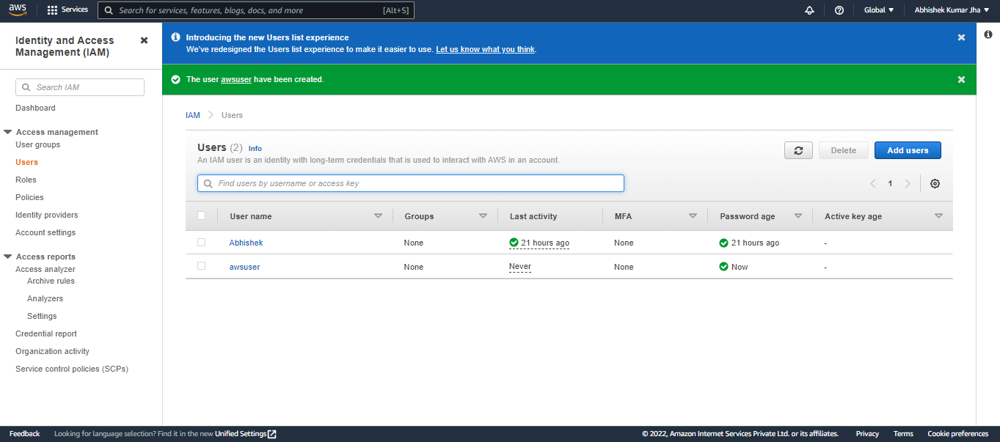 aws
Services
Search for services, features, blogs, docs, and more
[Alt+S]
Global
Abhishek Kumar Jha
Identity and Access
Management (IAM)
Search IAM
Dashboard
Access management
User groups
Users
Roles
Policies
Identity providers
Account settings
Access reports
Access analyzer
Archive rules
Analyzers
Settings
Credential report
Organization activity
Service control policies (SCPs)
Introducing the new Users list experience
We've redesigned the Users list experience to make it easier to use. Let us know what you think.
The user awsuser have been created.
IAM Users
Users (2) Info
An IAM user is an identity with long-term credentials that is used to interact with AWS in an account.
Delete
Add users
Find users by username or access key
1
User name Groups Last activity MFA Password age Active key age
Abhishek None 21 hours ago None 21 hours ago -
awsuser None Never None Now -
Feedback Looking for language selection? Find it in the new Unified Settings
© 2022, Amazon Internet Services Private Ltd. or its affiliates. Privacy Terms Cookie preferences